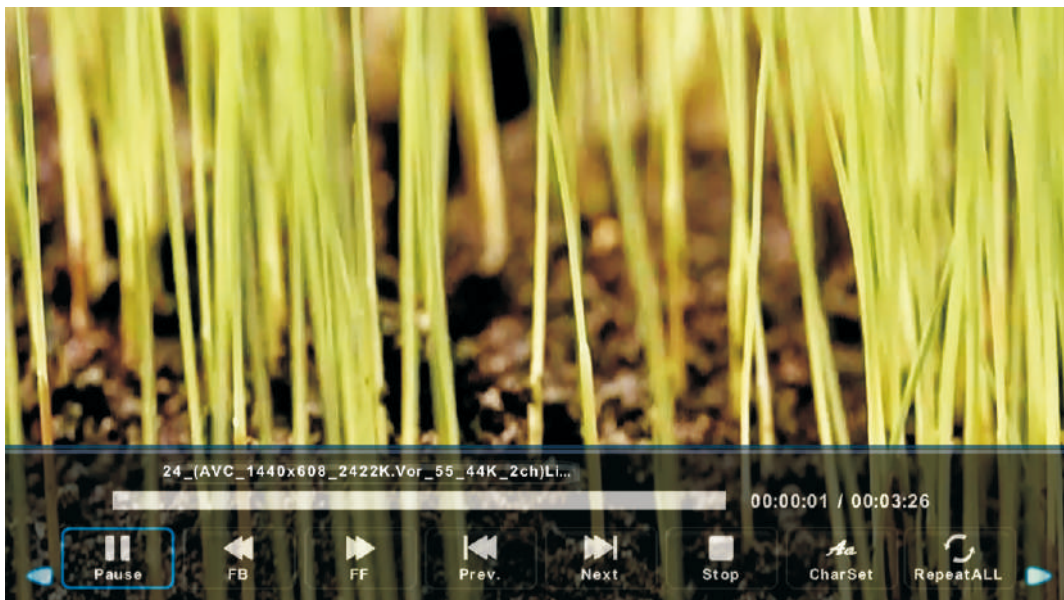 24_(AVC_1440x608_2422K.Vor_55_44K_2ch)Li...
00:00:01 / 00:03:26
Pause FB FF Prev. Next Stop CharSet RepeatALL